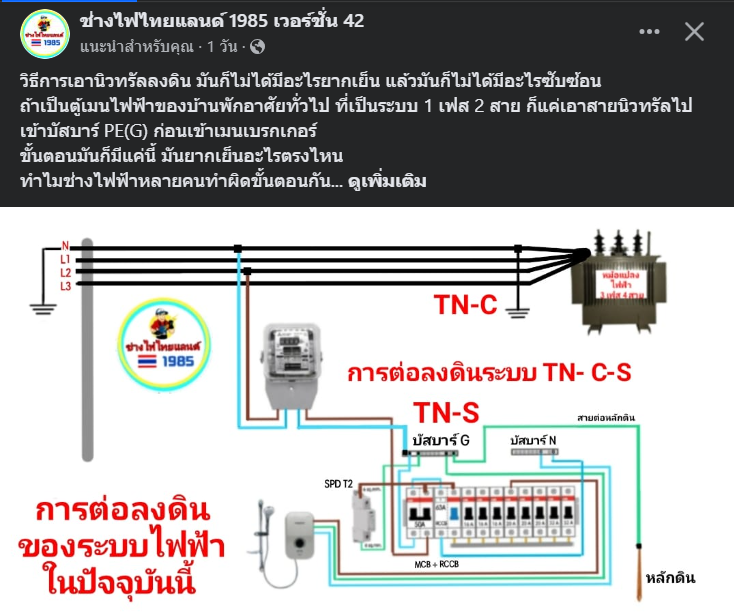 ช่างไฟไทยแลนด์ 1985 เวอร์ชั่น 42
แนะนำสำหรับคุณ · 1 วัน ·
วิธีการเอานิวทรัลลงดิน มันก็ไม่ได้มีอะไรยากเย็น แล้วมันก็ไม่ได้มีอะไรซับซ้อน
ถ้าเป็นตู้เมนไฟฟ้าของบ้านพักอาศัยทั่วไป ที่เป็นระบบ 1 เฟส 2 สาย ก็แค่เอาสายนิวทรัลไป
เข้าบัสบาร์ PE(G) ก่อนเข้าเมนเบรกเกอร์
ขั้นตอนมันก็มีแค่นี้ มันยากเย็นอะไรตรงไหน
ทำไมช่างไฟฟ้าหลายคนทำผิดขั้นตอนกัน... ดูเพิ่มเติม
N
L1
L2
L3
หม้อแปลง
ไฟฟ้า
3 เฟส 4 สาย
TN-C
ช่างไฟไทยแลนด์
1985
การต่อลงดินระบบ TN- C-S
TN-S
สายต่อหลักดิน
บัสบาร์ G
บัสบาร์ N
SPD T2
50A
63A
RCCB
16 A
16 A
16 A
20 A
20 A
20 A
32 A
32 A
MCB + RCCB
การต่อลงดิน
ของระบบไฟฟ้า
ในปัจจุบันนี้
หลักดิน